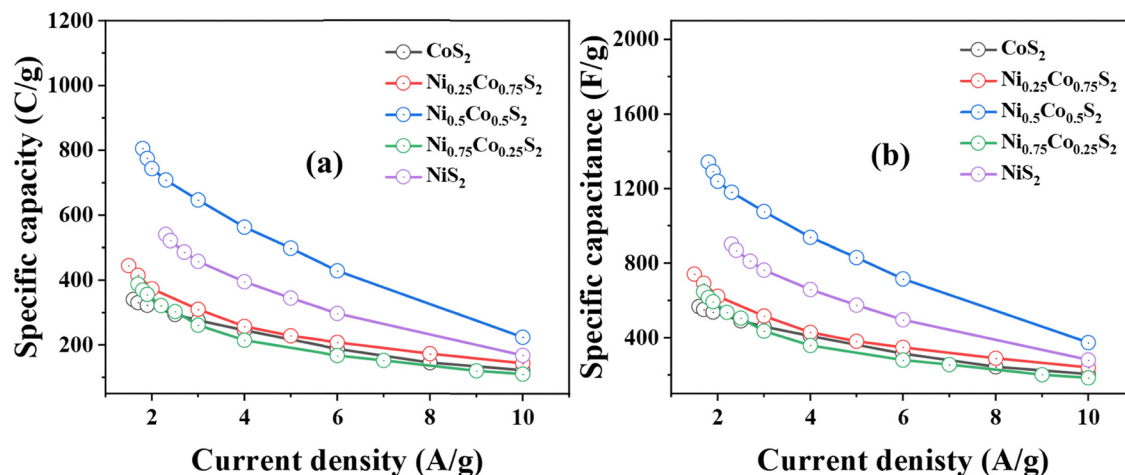 1200
1000
800
600
400
200
2 4 6 8 10
Specific capacity (C/g)
Current density (A/g)
(a)
CoS₂
Ni₀.₂₅Co₀.₇₅S₂
Ni₀.₅Co₀.₅S₂
Ni₀.₇₅Co₀.₂₅S₂
NiS₂
2000
1600
1200
800
400
2 4 6 8 10
Specific capacitance (F/g)
Current denisty (A/g)
(b)
CoS₂
Ni₀.₂₅Co₀.₇₅S₂
Ni₀.₅Co₀.₅S₂
Ni₀.₇₅Co₀.₂₅S₂
NiS₂